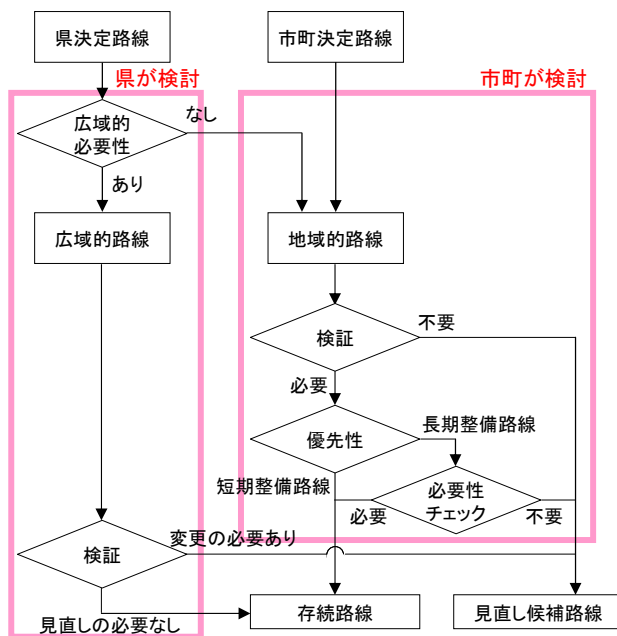 県決定路線
市町決定路線
県が検討
市町が検討
広域的
必要性
なし
あり
広域的路線
地域的路線
検証
不要
必要
優先性
長期整備路線
短期整備路線
必要性
チェック
必要
不要
検証
変更の必要あり
見直しの必要なし
存続路線
見直し候補路線